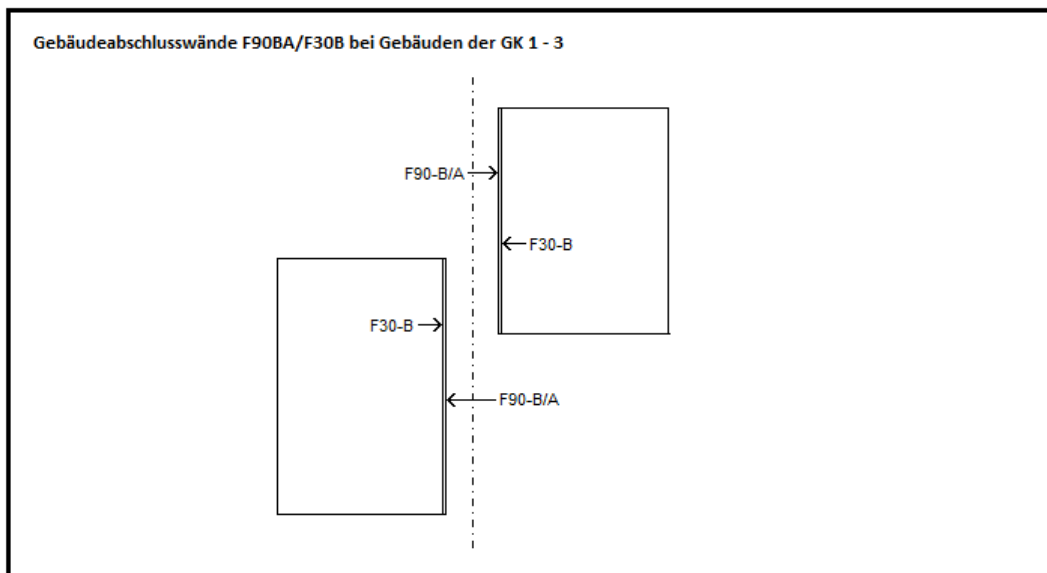 Gebäudeabschlusswände F90BA/F30B bei Gebäuden der GK 1 - 3
F90-B/A
F30-B
F30-B
F90-B/A